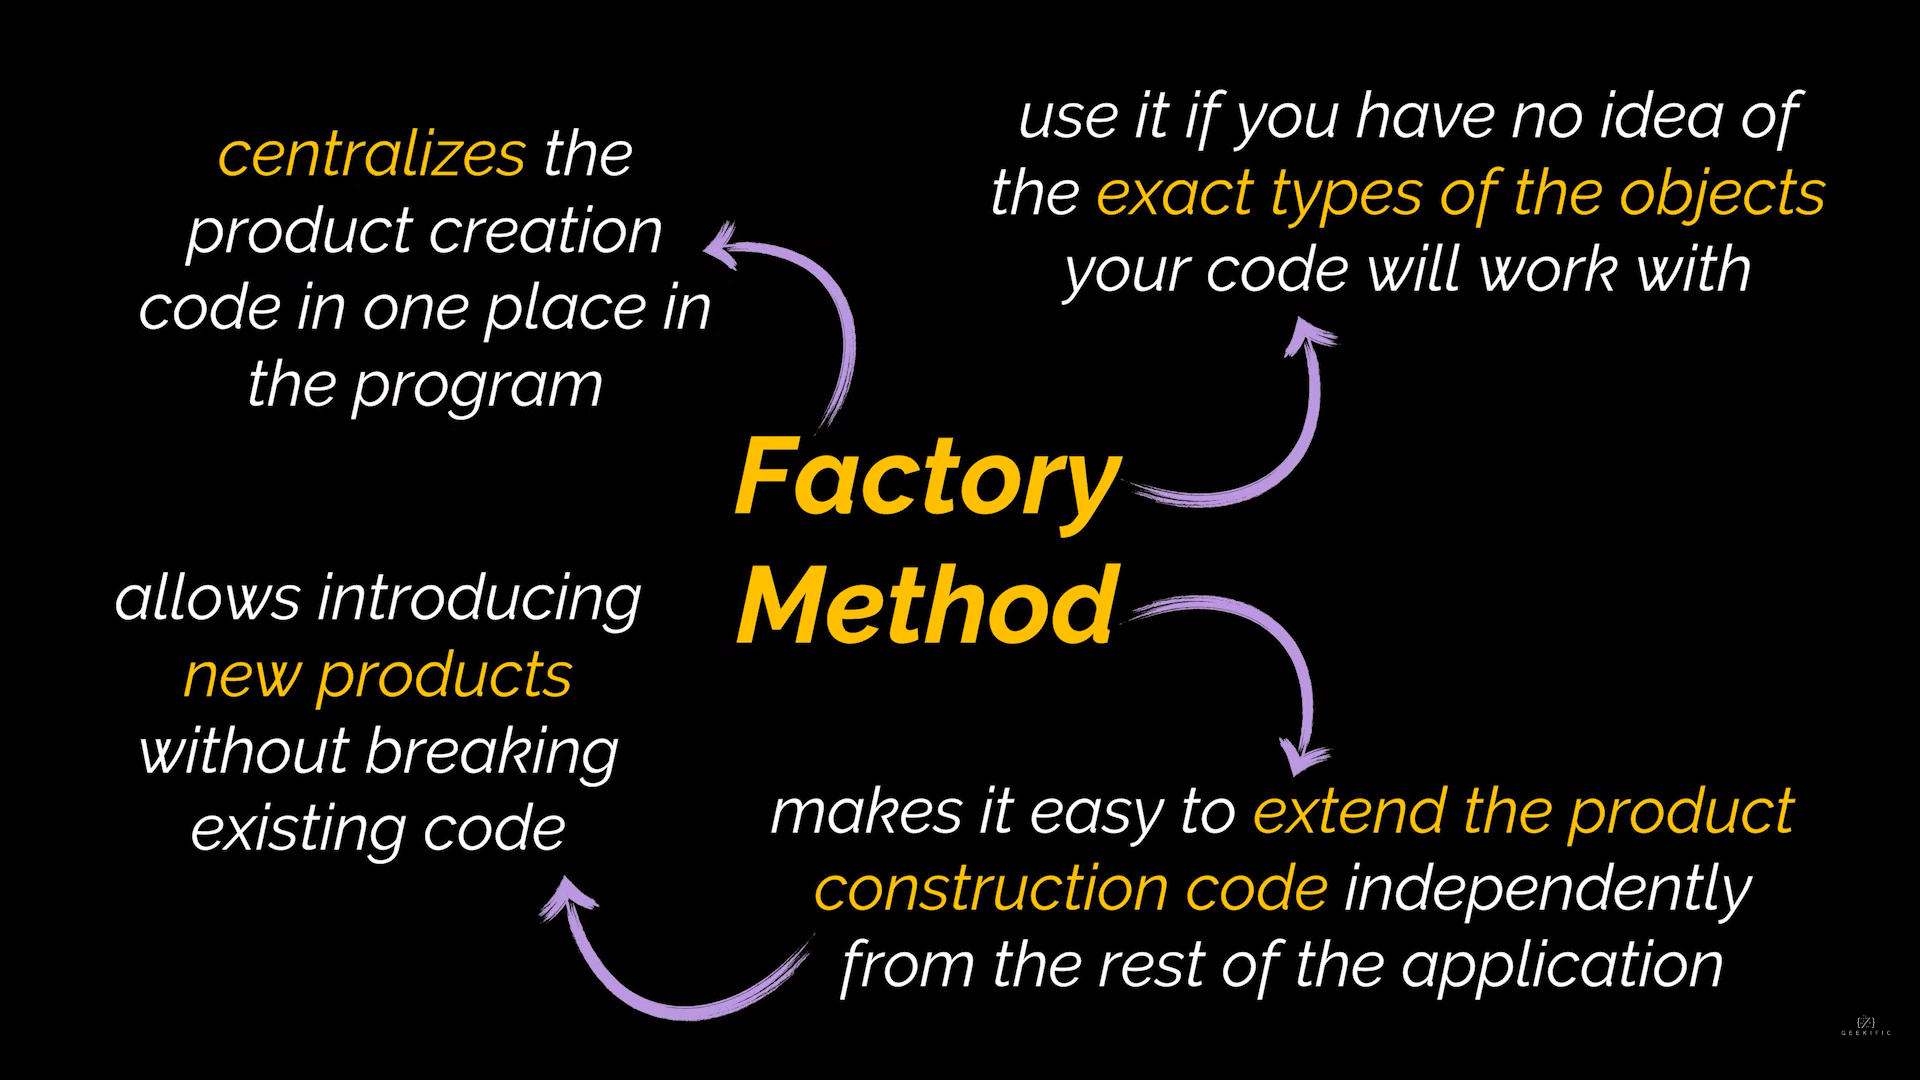 centralizes the
product creation
code in one place in
the program
use it if you have no idea of
the exact types of the objects
your code will work with
Factory
Method
allows introducing
new products
without breaking
existing code
makes it easy to extend the product
construction code independently
from the rest of the application
GEEKIFIC